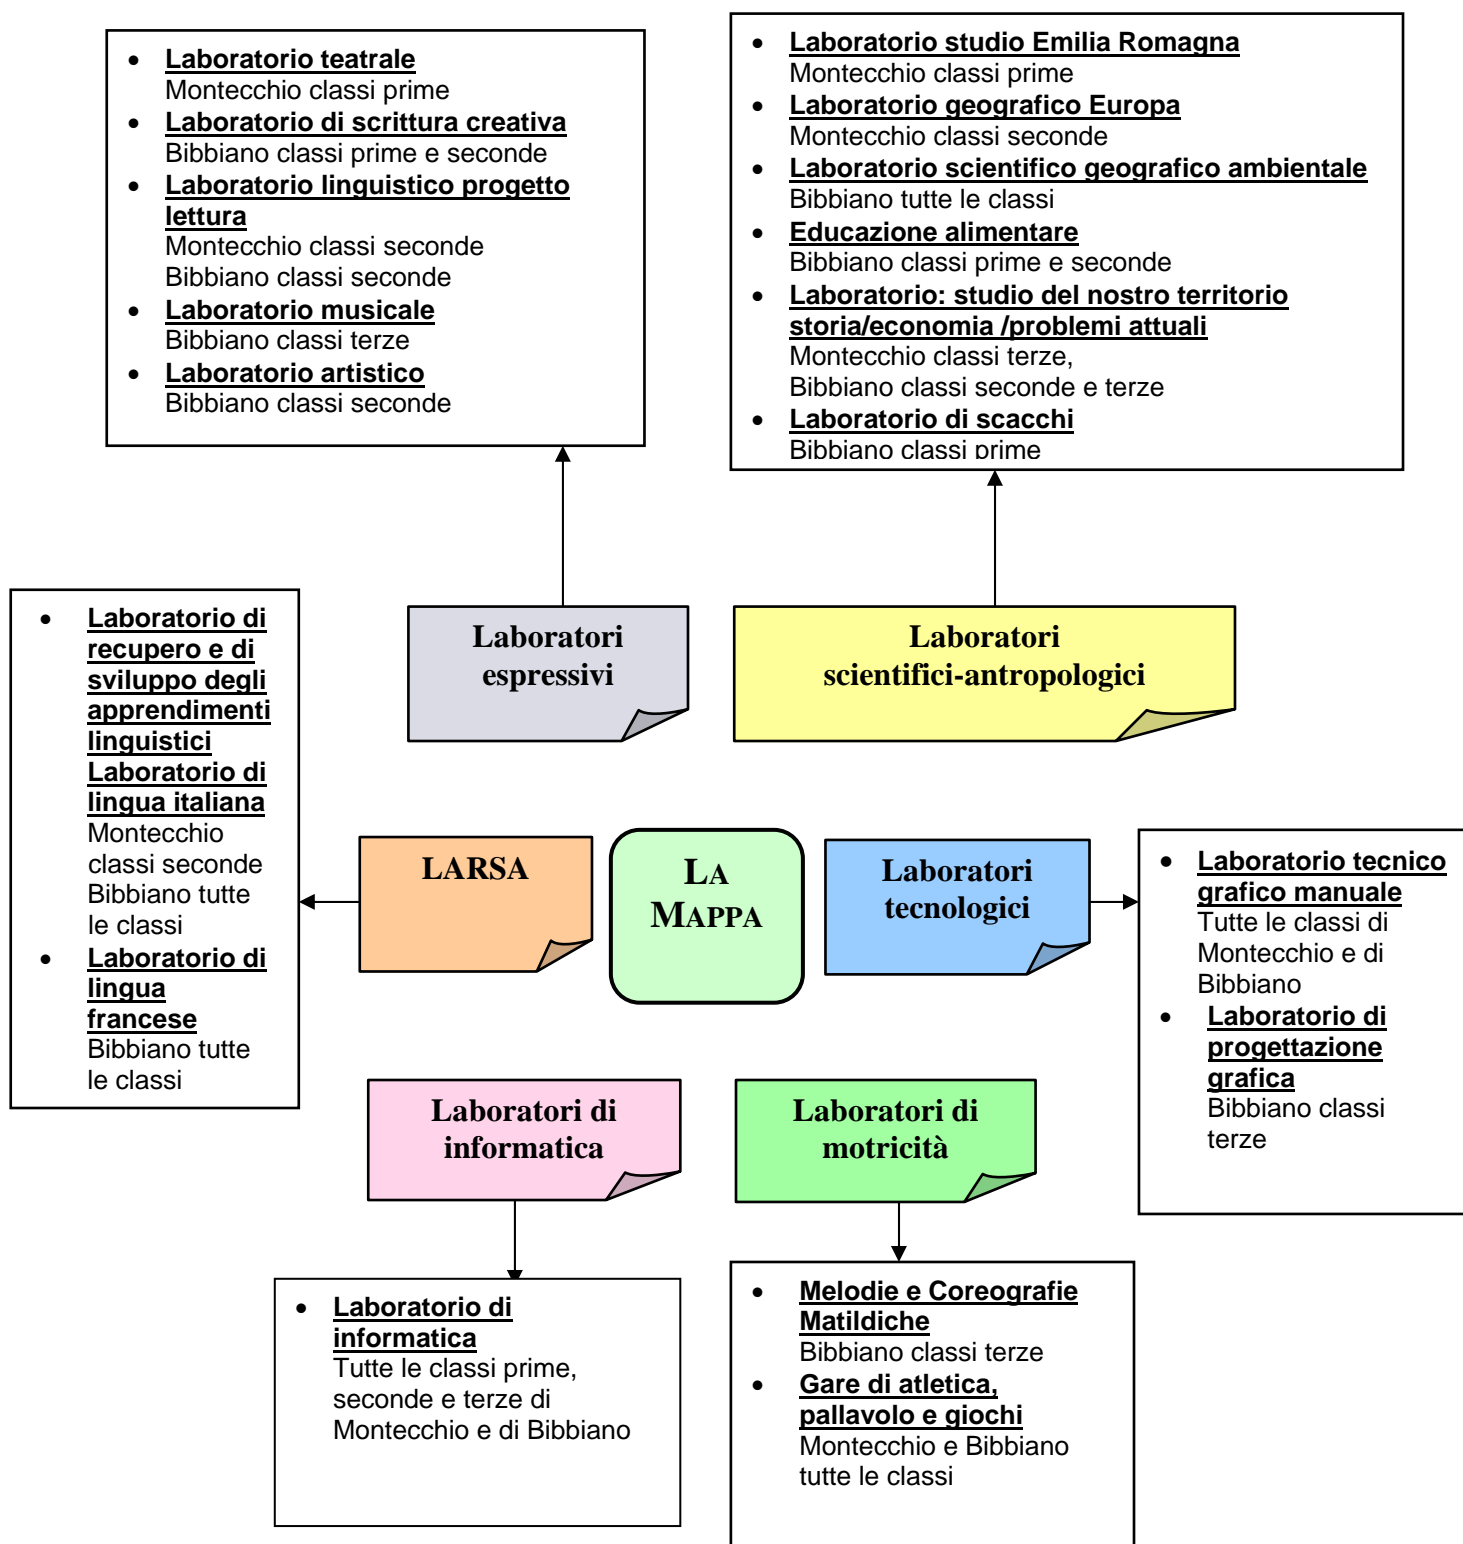 • Laboratorio teatrale
Montecchio classi prime
• Laboratorio di scrittura creativa
Bibbiano classi prime e seconde
• Laboratorio linguistico progetto
lettura
Montecchio classi seconde
Bibbiano classi seconde
• Laboratorio musicale
Bibbiano classi terze
• Laboratorio artistico
Bibbiano classi seconde
• Laboratorio studio Emilia Romagna
Montecchio classi prime
• Laboratorio geografico Europa
Montecchio classi seconde
• Laboratorio scientifico geografico ambientale
Bibbiano tutte le classi
• Educazione alimentare
Bibbiano classi prime e seconde
• Laboratorio: studio del nostro territorio
storia/economia /problemi attuali
Montecchio classi terze,
Bibbiano classi seconde e terze
• Laboratorio di scacchi
Bibbiano classi prime
Laboratori
espressivi
Laboratori
scientifici-antropologici
• Laboratorio di
recupero e di
sviluppo degli
apprendimenti
linguistici
Laboratorio di
lingua italiana
Montecchio
classi seconde
Bibbiano tutte
le classi
• Laboratorio di
lingua
francese
Bibbiano tutte
le classi
LARSA
LA
MAPPA
Laboratori
tecnologici
• Laboratorio tecnico
grafico manuale
Tutte le classi di
Montecchio e di
Bibbiano
• Laboratorio di
progettazione
grafica
Bibbiano classi
terze
Laboratori di
informatica
Laboratori di
motricità
• Laboratorio di
informatica
Tutte le classi prime,
seconde e terze di
Montecchio e di Bibbiano
• Melodie e Coreografie
Matildiche
Bibbiano classi terze
• Gare di atletica,
pallavolo e giochi
Montecchio e Bibbiano
tutte le classi